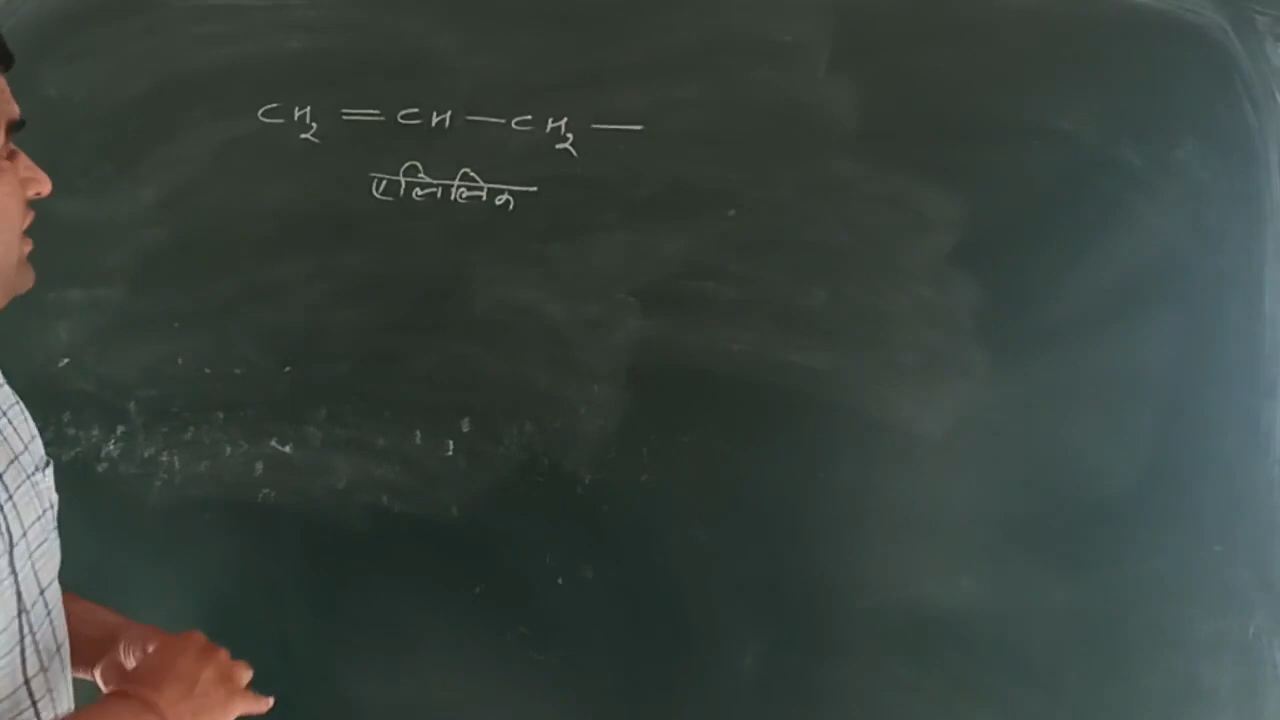 CH₂ = CH — CH₂ —
एलिलिक